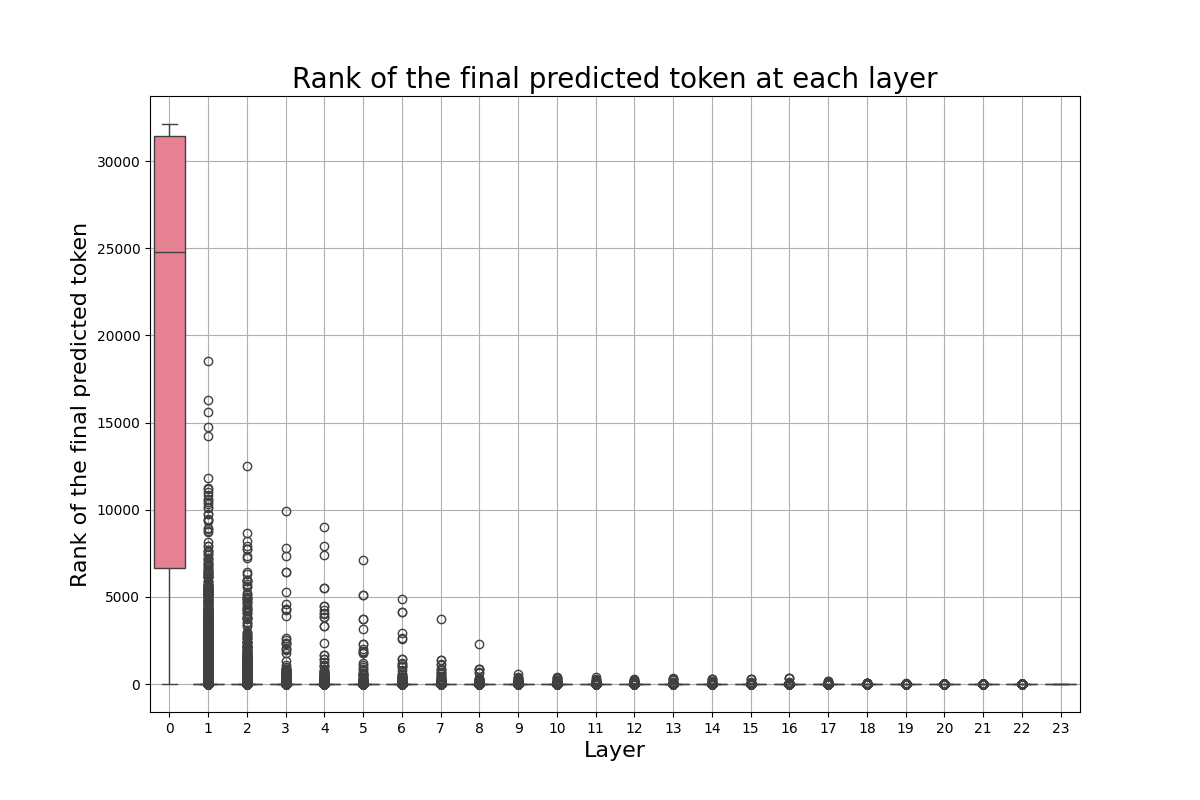 Rank of the final predicted token at each layer
Rank of the final predicted token
30000
25000
20000
15000
10000
5000
0
0 1 2 3 4 5 6 7 8 9 10 11 12 13 14 15 16 17 18 19 20 21 22 23
Layer